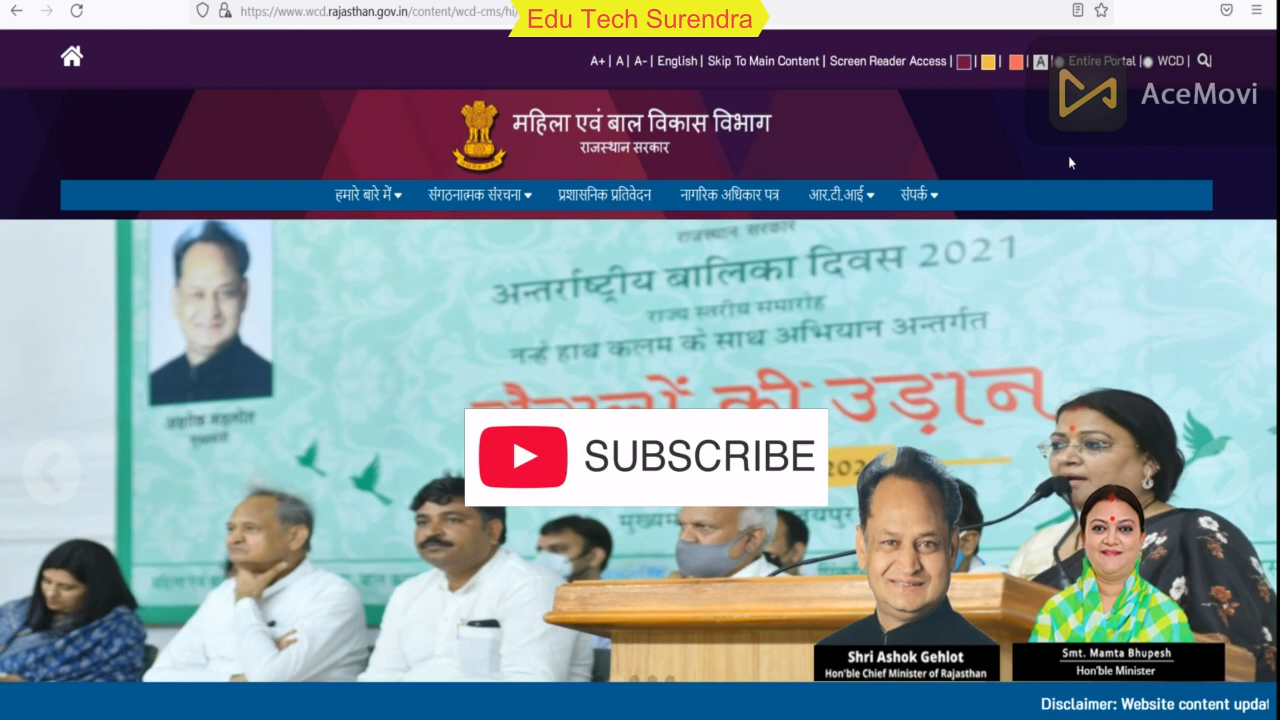 https://www.wcd.rajasthan.gov.in/content/wcd-cms/hi/
Edu Tech Surendra
A+ | A | A- | English | Skip To Main Content | Screen Reader Access | | | | A | Entire Portal | WCD |
AceMovi
महिला एवं बाल विकास विभाग
राजस्थान सरकार
हमारे बारे में संगठनात्मक संरचना प्रशासनिक प्रतिवेदन नागरिक अधिकार पत्र आर.टी.आई संपर्क
राजस्थान सरकार
अन्तर्राष्ट्रीय बालिका दिवस 2021
राज्य स्तरीय समारोह
नन्हे हाथ कलम के साथ अभियान अन्तर्गत
की उड़ान
अशोक गहलोत
SUBSCRIBE
Shri Ashok Gehlot
Hon'ble Chief Minister of Rajasthan
Smt. Mamta Bhupesh
Hon'ble Minister
Disclaimer: Website content updat